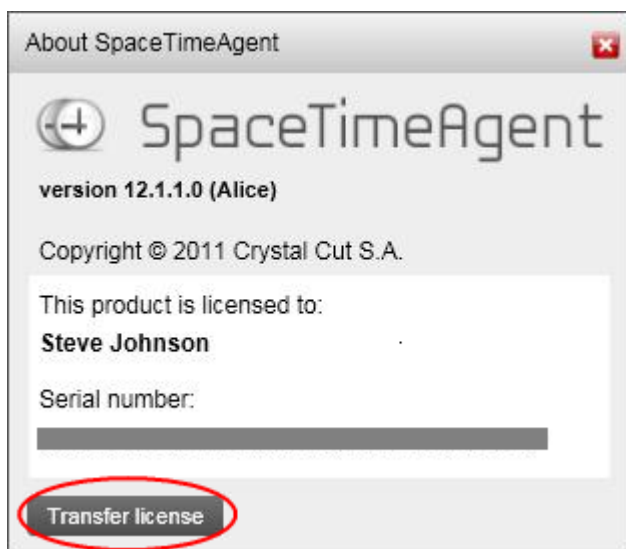 About SpaceTimeAgent
SpaceTimeAgent
version 12.1.1.0 (Alice)
Copyright © 2011 Crystal Cut S.A.
This product is licensed to:
Steve Johnson
Serial number:
Transfer license